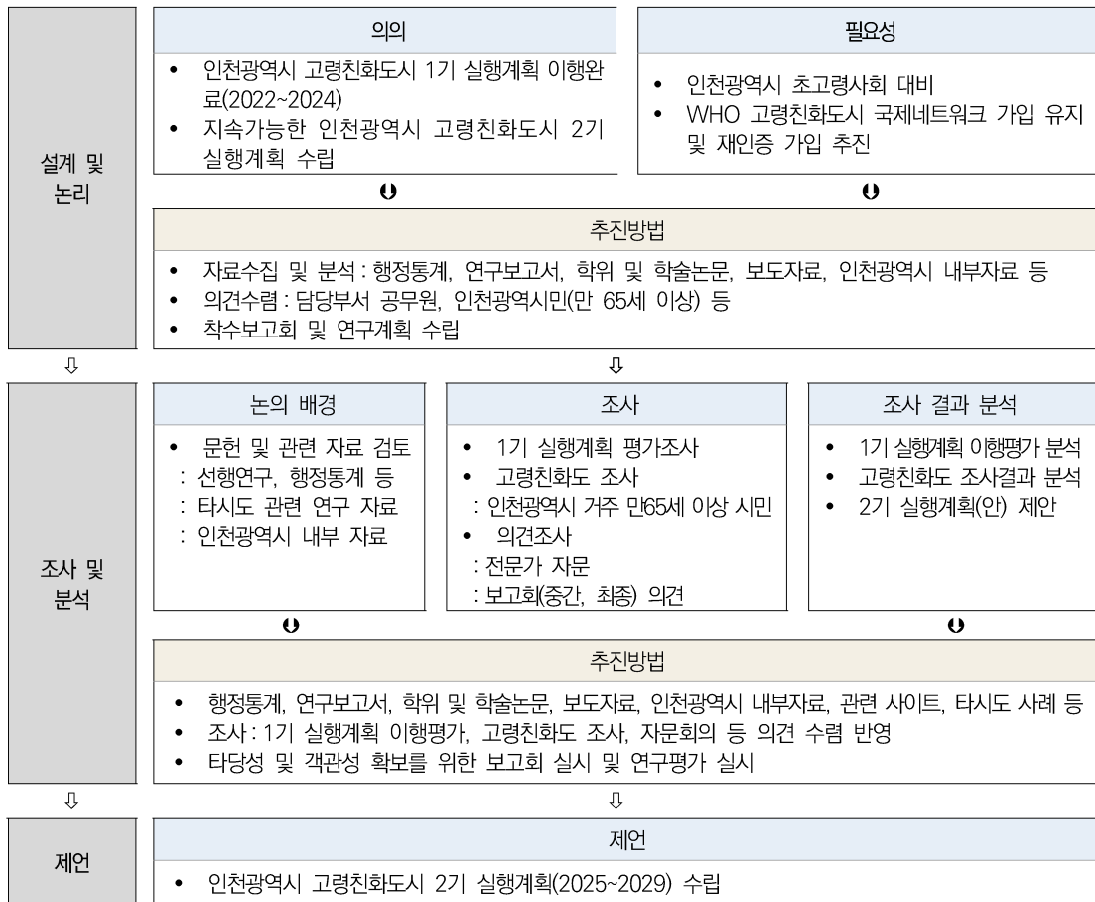 설계 및
논리
의의
• 인천광역시 고령친화도시 1기 실행계획 이행완
료(2022~2024)
• 지속가능한 인천광역시 고령친화도시 2기
실행계획 수립
필요성
• 인천광역시 초고령사회 대비
• WHO 고령친화도시 국제네트워크 가입 유지
및 재인증 가입 추진
추진방법
• 자료수집 및 분석 : 행정통계, 연구보고서, 학위 및 학술논문, 보도자료, 인천광역시 내부자료 등
• 의견수렴 : 담당부서 공무원, 인천광역시민(만 65세 이상) 등
• 착수보고회 및 연구계획 수립
조사 및
분석
논의 배경
• 문헌 및 관련 자료 검토
: 선행연구, 행정통계 등
: 타시도 관련 연구 자료
: 인천광역시 내부 자료
조사
• 1기 실행계획 평가조사
• 고령친화도 조사
: 인천광역시 거주 만65세 이상 시민
• 의견조사
: 전문가 자문
: 보고회(중간, 최종) 의견
조사 결과 분석
• 1기 실행계획 이행평가 분석
• 고령친화도 조사결과 분석
• 2기 실행계획(안) 제안
추진방법
• 행정통계, 연구보고서, 학위 및 학술논문, 보도자료, 인천광역시 내부자료, 관련 사이트, 타시도 사례 등
• 조사 : 1기 실행계획 이행평가, 고령친화도 조사, 자문회의 등 의견 수렴 반영
• 타당성 및 객관성 확보를 위한 보고회 실시 및 연구평가 실시
제언
제언
• 인천광역시 고령친화도시 2기 실행계획(2025~2029) 수립